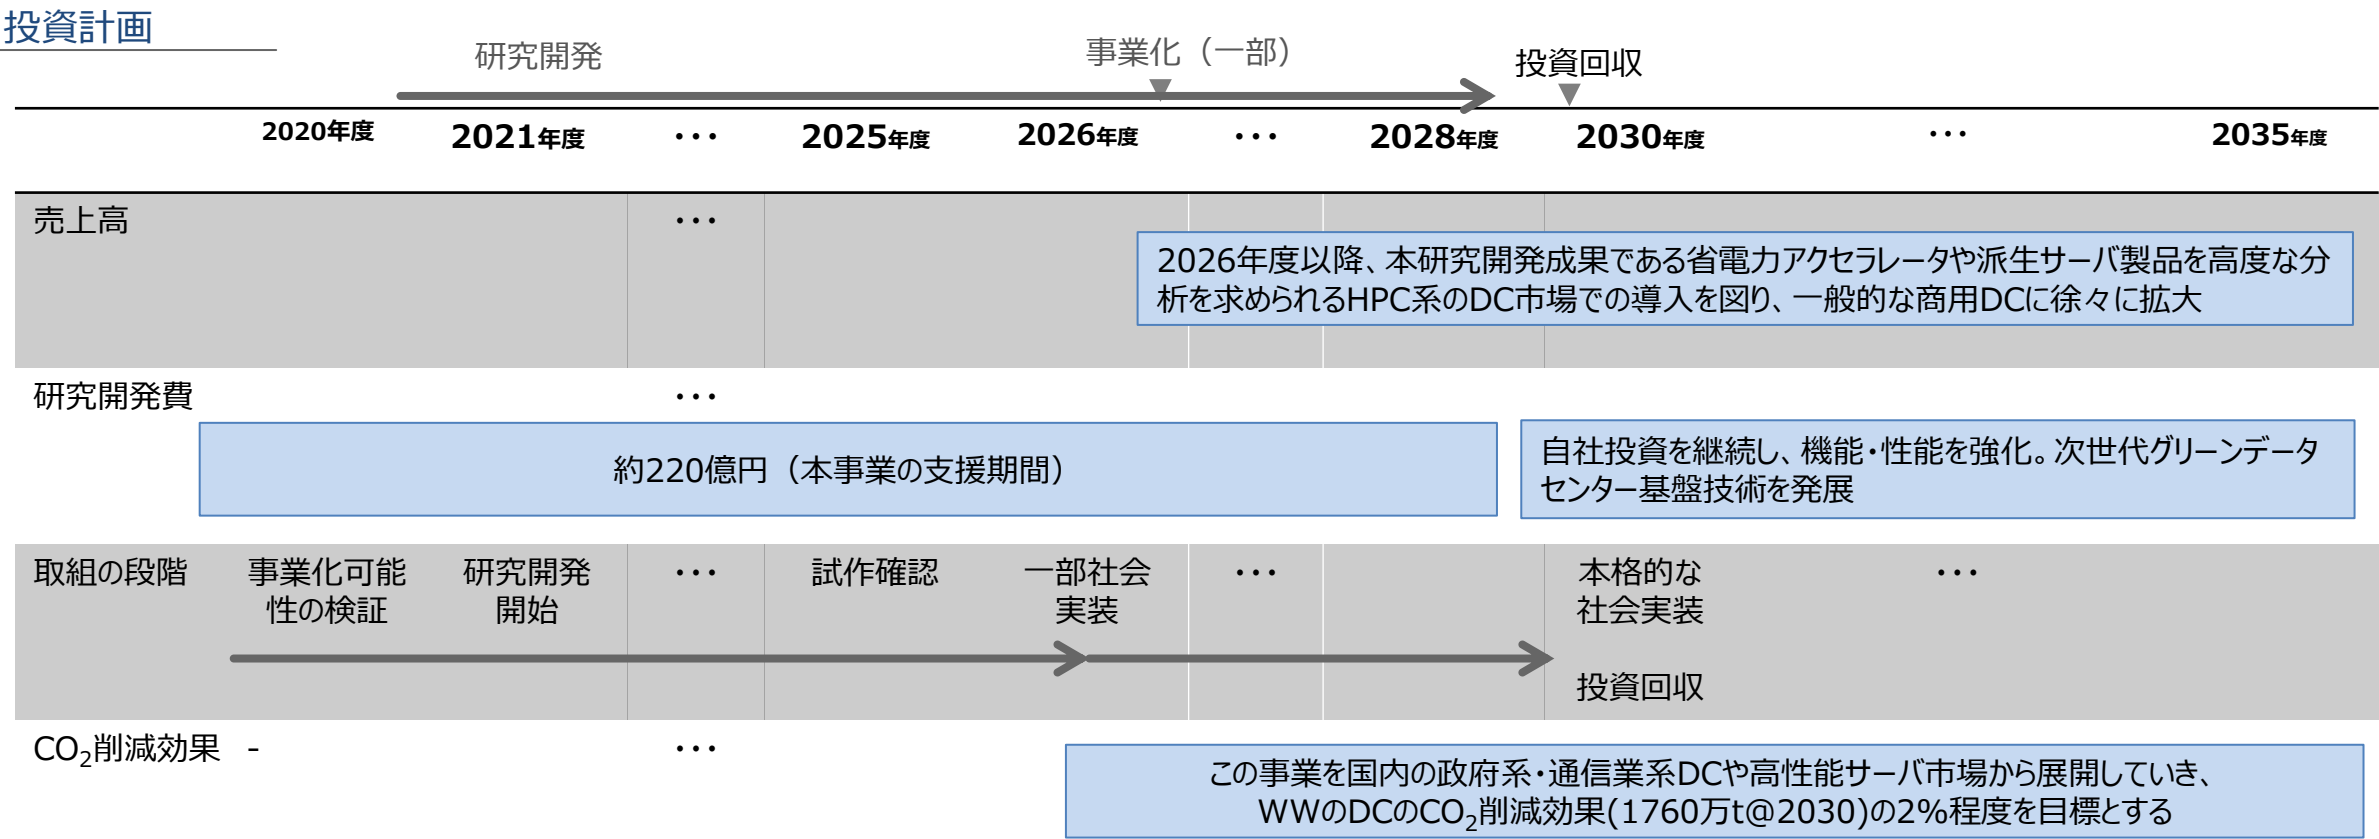 投資計画
研究開発
事業化（一部）
投資回収
2020年度 2021年度 ・・・ 2025年度 2026年度 ・・・ 2028年度 2030年度 ・・・ 2035年度
売上高 ・・・
2026年度以降、本研究開発成果である省電力アクセラレータや派生サーバ製品を高度な分
析を求められるHPC系のDC市場での導入を図り、一般的な商用DCに徐々に拡大
研究開発費 ・・・
約220億円（本事業の支援期間）
自社投資を継続し、機能・性能を強化。次世代グリーンデータ
センター基盤技術を発展
取組の段階 事業化可能 研究開発 ・・・ 試作確認 一部社会 ・・・ 本格的な ・・・
性の検証 開始 実装 社会実装
投資回収
CO₂削減効果 - ・・・
この事業を国内の政府系・通信業系DCや高性能サーバ市場から展開していき、
WWのDCのCO₂削減効果(1760万t@2030)の2%程度を目標とする